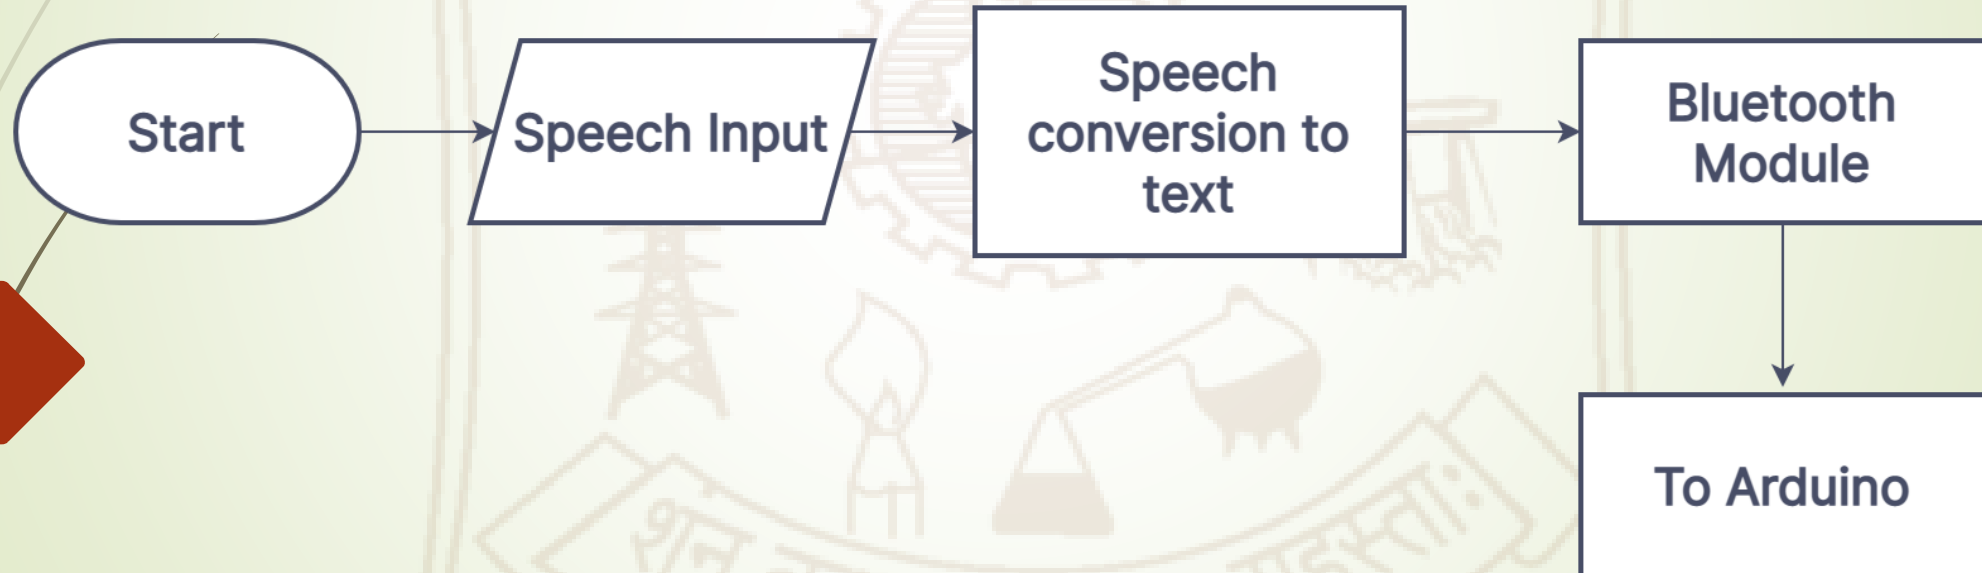 Start
Speech Input
Speech
conversion to
text
Bluetooth
Module
To Arduino